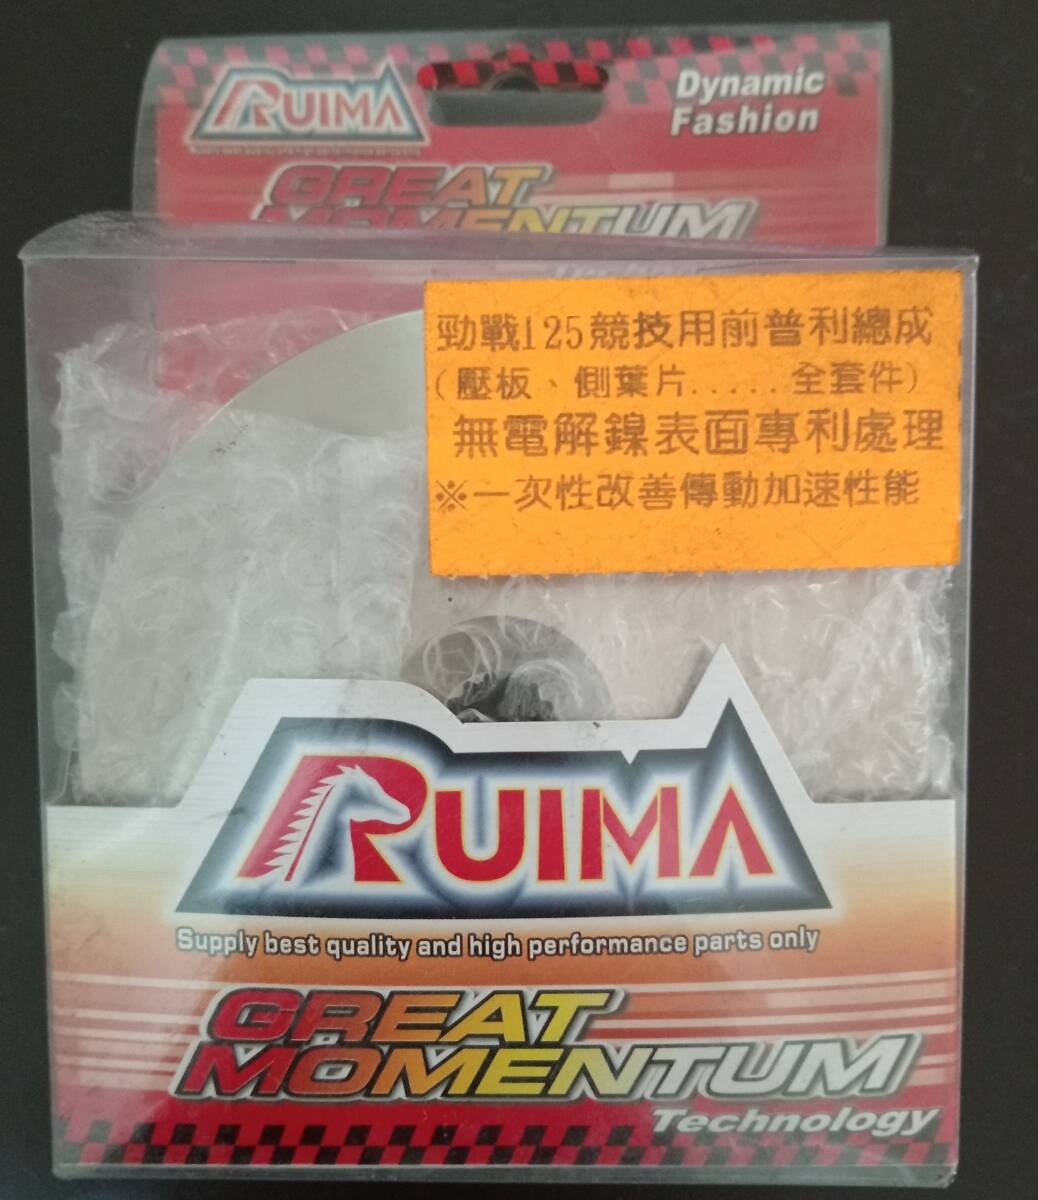 RUIMA
Dynamic
Fashion
GREAT
MOMENTUM
勁戰125競技用前普利總成
(壓板、側葉片.....全套件)
無電解鎳表面專利處理
※一次性改善傳動加速性能
RUIMA
Supply best quality and high performance parts only
GREAT
MOMENTUM
Technology